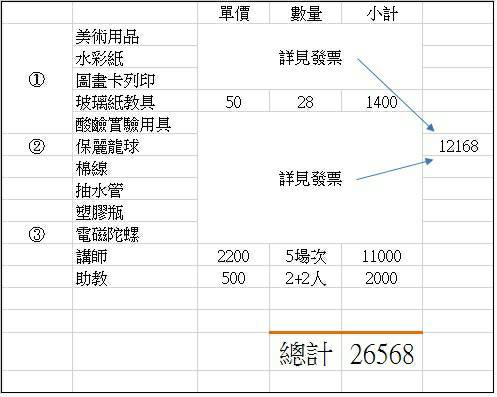 單價 數量 小計
美術用品
水彩紙
詳見發票
① 圖畫卡列印
玻璃紙教具 50 28 1400
酸鹼實驗用具
② 保麗龍球 12168
棉線
詳見發票
抽水管
塑膠瓶
③ 電磁陀螺
講師 2200 5場次 11000
助教 500 2+2人 2000
總計 26568